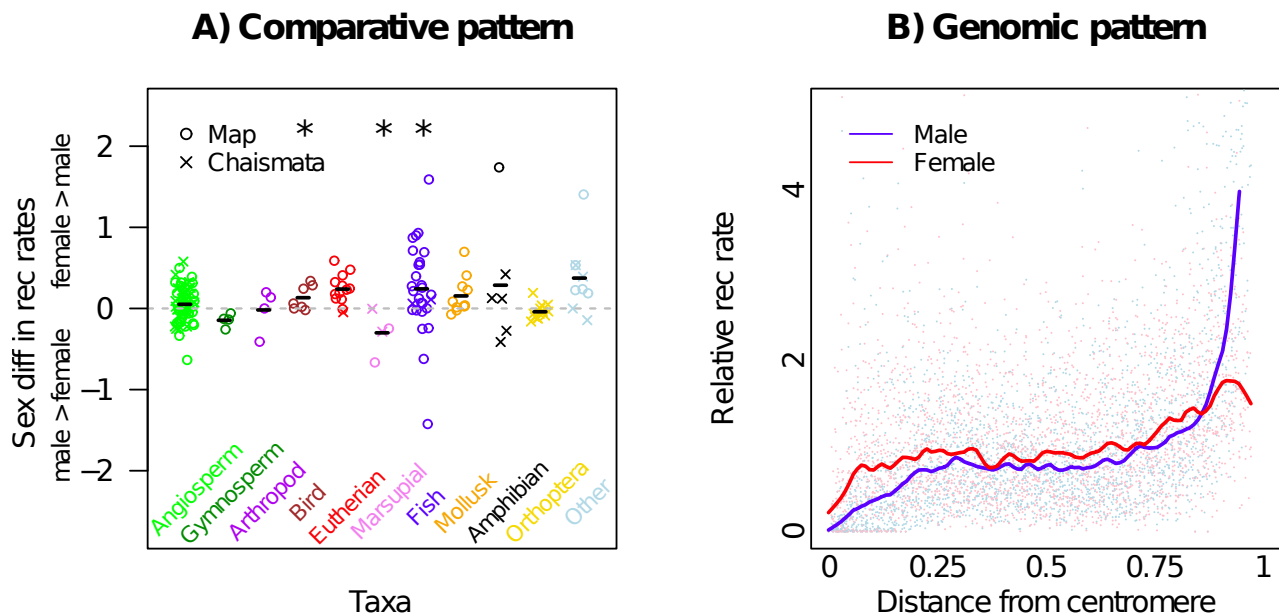 A) Comparative pattern
Sex diff in rec rates
male > female female > male
2
1
0
−1
−2
Map
Chaismata
* * *
Angiosperm
Gymnosperm
Arthropod
Bird
Eutherian
Marsupial
Fish
Mollusk
Amphibian
Orthoptera
Other
Taxa
B) Genomic pattern
Relative rec rate
4
2
0
Male
Female
0 0.25 0.50 0.75 1
Distance from centromere